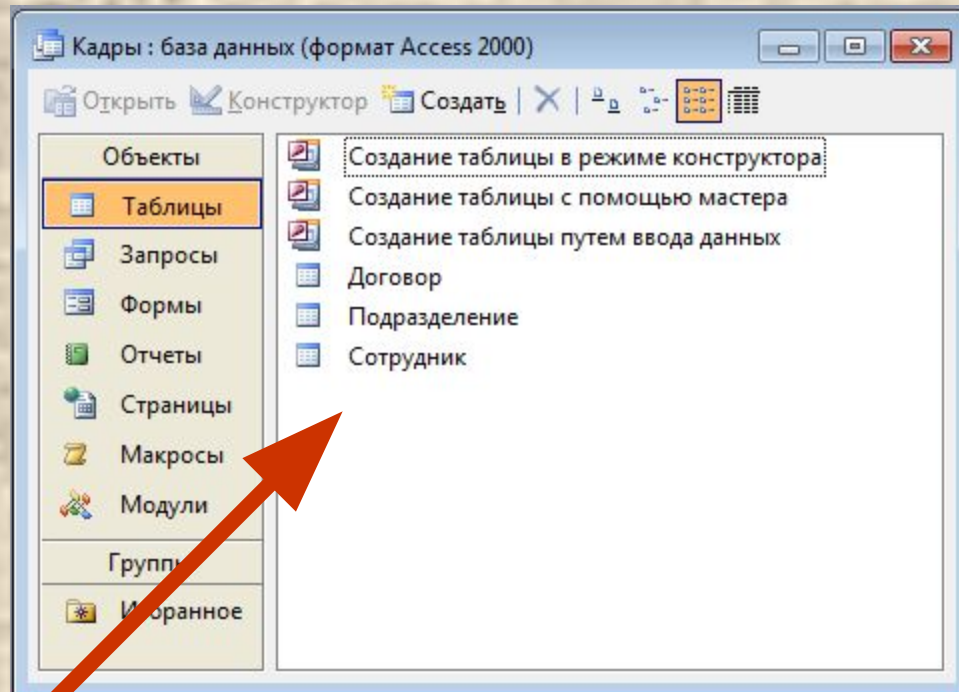 Кадры : база данных (формат Access 2000)
Открыть Конструктор Создать
Объекты
Таблицы
Запросы
Формы
Отчеты
Страницы
Макросы
Модули
Создание таблицы в режиме конструктора
Создание таблицы с помощью мастера
Создание таблицы путем ввода данных
Договор
Подразделение
Сотрудник